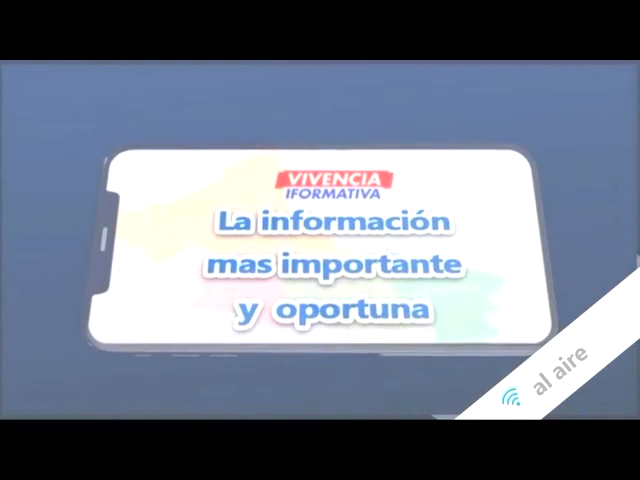 VIVENCIA
IFORMATIVA
La información
mas importante
y oportuna
al aire